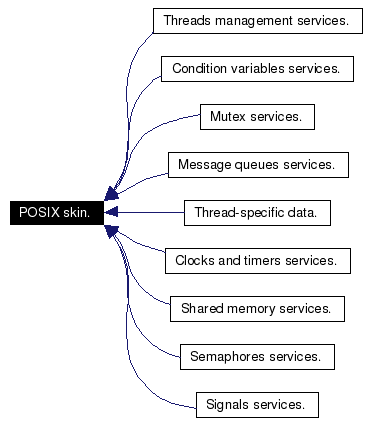 Threads management services.
Condition variables services.
Mutex services.
Message queues services.
POSIX skin.
Thread-specific data.
Clocks and timers services.
Shared memory services.
Semaphores services.
Signals services.